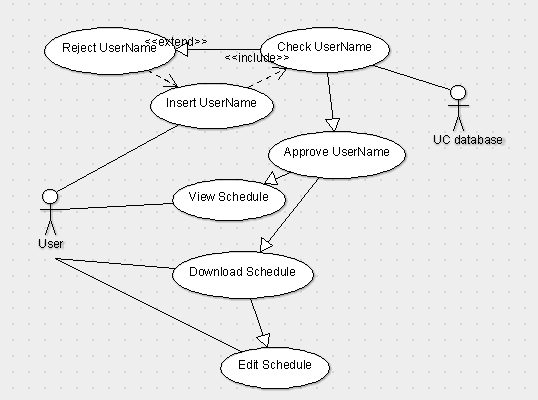 <<extend>>
Reject UserName
Check UserName
<<include>>
Insert UserName
UC database
Approve UserName
View Schedule
User
Download Schedule
Edit Schedule